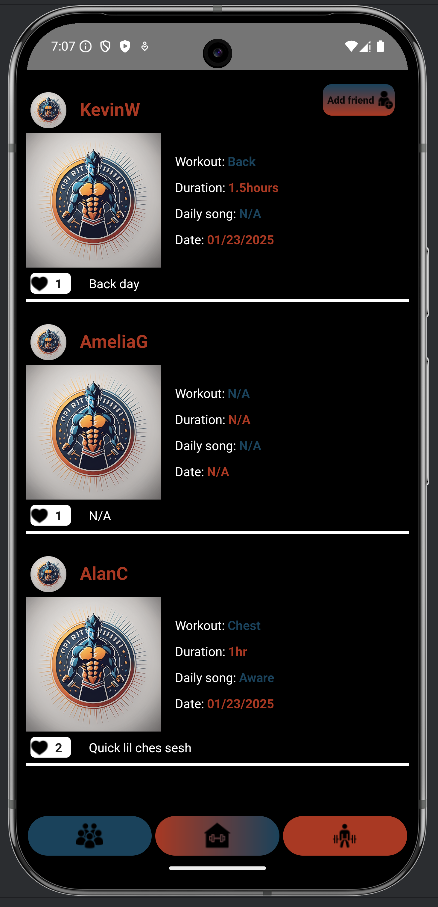 7:07
KevinW
Add friend
Workout: Back
Duration: 1.5hours
Daily song: N/A
Date: 01/23/2025
1
Back day
AmeliaG
Workout: N/A
Duration: N/A
Daily song: N/A
Date: N/A
1
N/A
AlanC
Workout: Chest
Duration: 1hr
Daily song: Aware
Date: 01/23/2025
2
Quick lil ches sesh